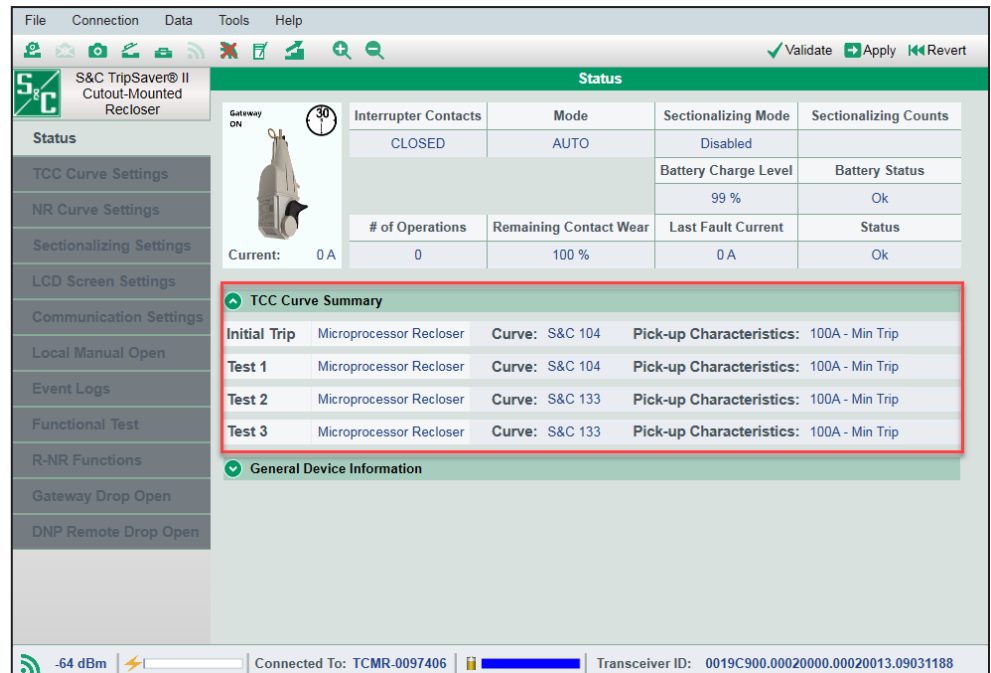 File Connection Data Tools Help
Validate Apply Revert
S&C
S&C TripSaver® II
Cutout-Mounted
Recloser
Status
TCC Curve Settings
NR Curve Settings
Sectionalizing Settings
LCD Screen Settings
Communication Settings
Local Manual Open
Event Logs
Functional Test
R-NR Functions
Gateway Drop Open
DNP Remote Drop Open
Status
Gateway
ON
30
Current: 0 A
Interrupter Contacts Mode Sectionalizing Mode Sectionalizing Counts
CLOSED AUTO Disabled
Battery Charge Level Battery Status
99 % Ok
# of Operations Remaining Contact Wear Last Fault Current Status
0 100 % 0 A Ok
TCC Curve Summary
Initial Trip Microprocessor Recloser Curve: S&C 104 Pick-up Characteristics: 100A - Min Trip
Test 1 Microprocessor Recloser Curve: S&C 104 Pick-up Characteristics: 100A - Min Trip
Test 2 Microprocessor Recloser Curve: S&C 133 Pick-up Characteristics: 100A - Min Trip
Test 3 Microprocessor Recloser Curve: S&C 133 Pick-up Characteristics: 100A - Min Trip
General Device Information
-64 dBm Connected To: TCMR-0097406 Transceiver ID: 0019C900.00020000.00020013.09031188